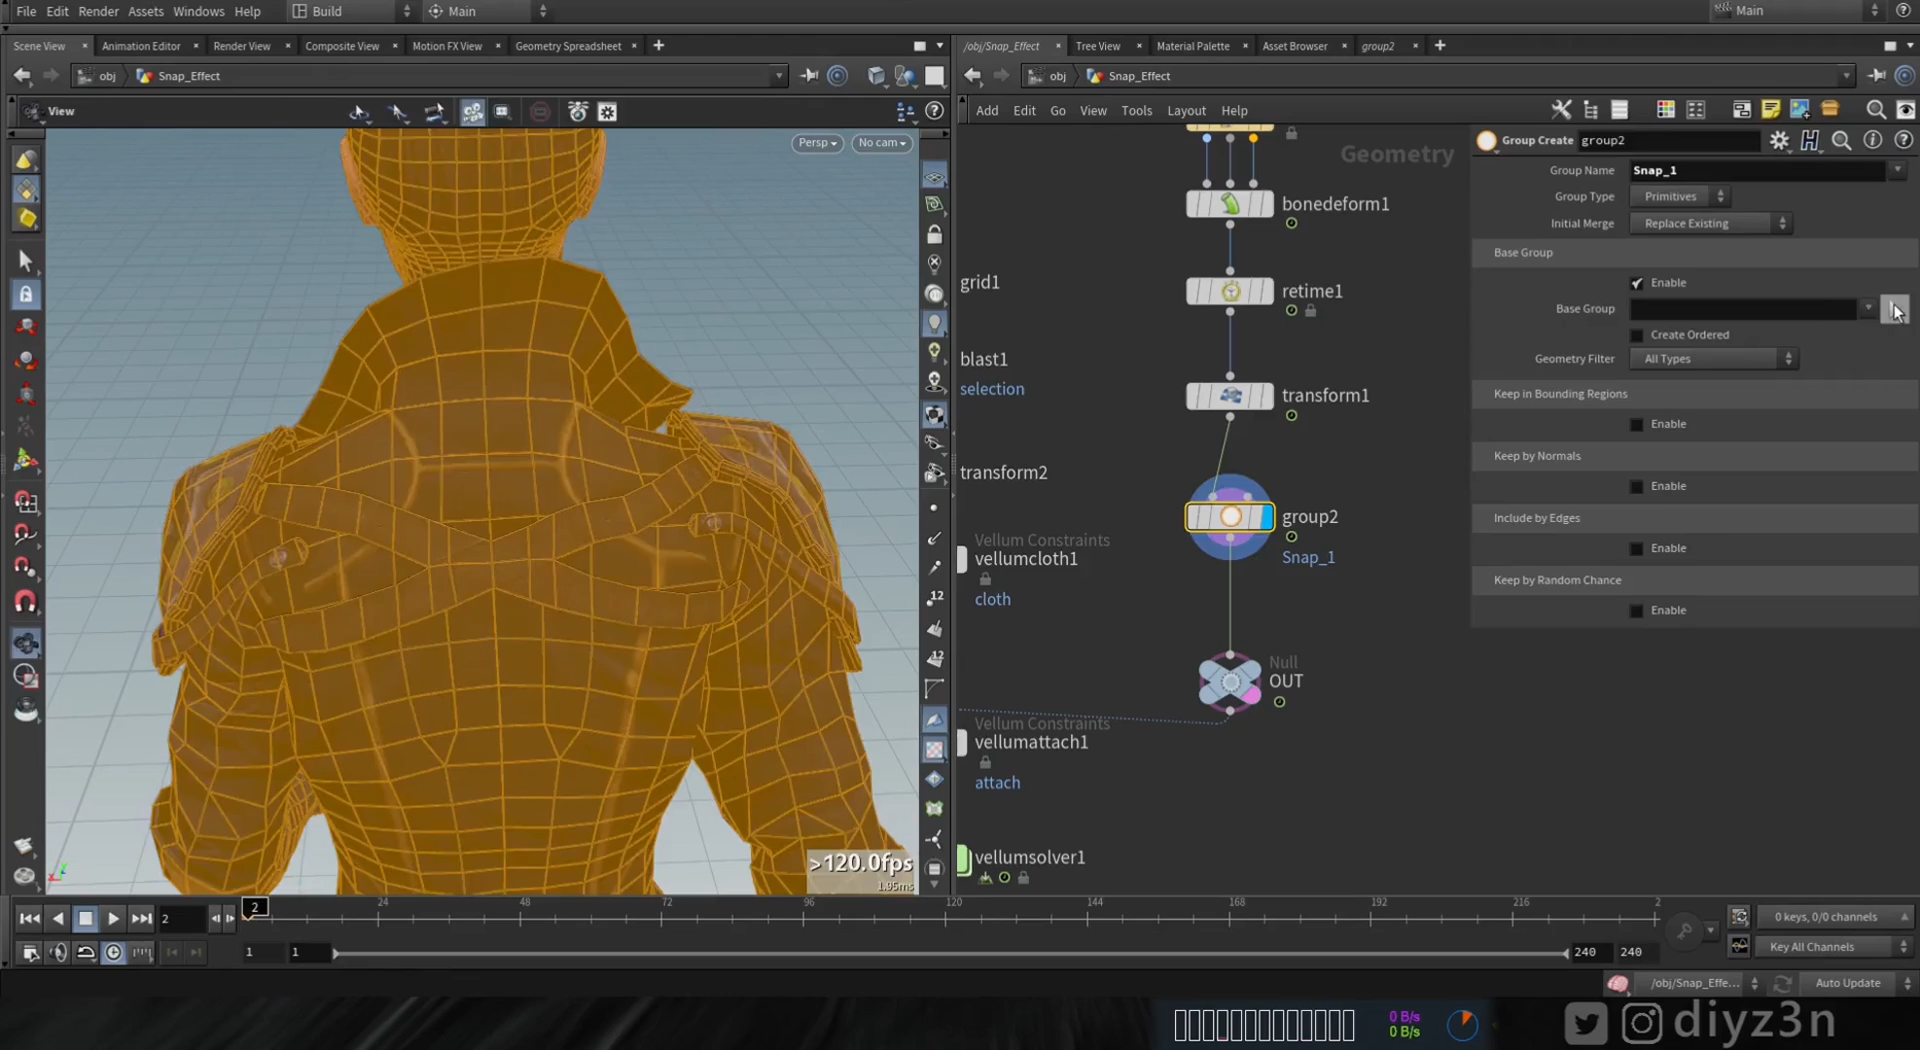 File Edit Render Assets Windows Help Build Main Main
Scene View Animation Editor Render View Composite View Motion FX View Geometry Spreadsheet
/obj/Snap_Effect Tree View Material Palette Asset Browser group2
obj Snap_Effect
obj Snap_Effect
View
Add Edit Go View Tools Layout Help
Persp No cam
Geometry
bonedeform1
grid1
retime1
blast1
selection
transform1
transform2
group2
Snap_1
Vellum Constraints
vellumcloth1
cloth
Null
OUT
Vellum Constraints
vellumattach1
attach
vellumsolver1
Group Create group2
Group Name Snap_1
Group Type Primitives
Initial Merge Replace Existing
Base Group
Enable
Base Group
Create Ordered
Geometry Filter All Types
Keep in Bounding Regions
Enable
Keep by Normals
Enable
Include by Edges
Enable
Keep by Random Chance
Enable
12
12
>120.0fps
1.95ms
2 2 24 48 72 96 120 144 168 192 216 2
0 keys, 0/0 channels
1 1 240 240
Key All Channels
/obj/Snap_Effe... Auto Update
0 B/s
0 B/s
diyz3n